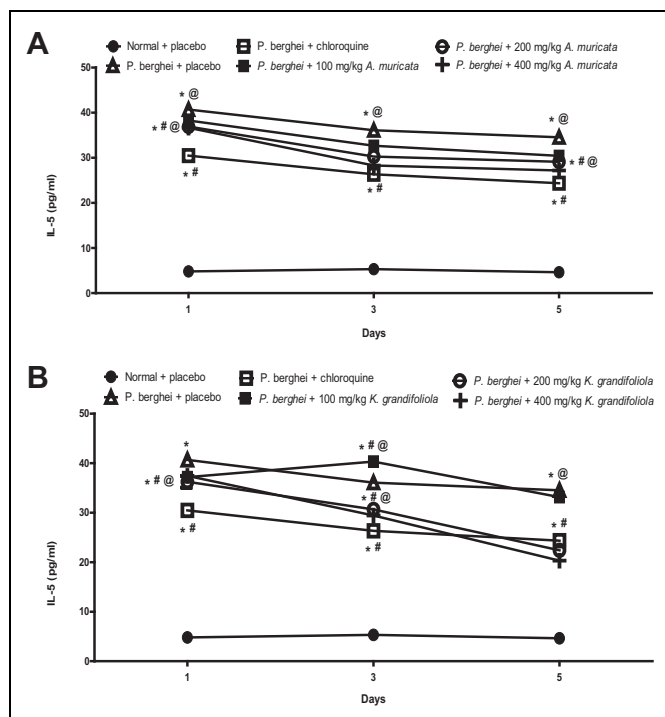 A
Normal + placebo P. berghei + chloroquine P. berghei + 200 mg/kg A. muricata
P. berghei + placebo P. berghei + 100 mg/kg A. muricata P. berghei + 400 mg/kg A. muricata
50
40
30
20
10
0
IL-5 (pg/ml)
* @ * @ * @
* # @
* # @
* # * # * #
1 3 5
Days
B
Normal + placebo P. berghei + chloroquine P. berghei + 200 mg/kg K. grandifoliola
P. berghei + placebo P. berghei + 100 mg/kg K. grandifoliola P. berghei + 400 mg/kg K. grandifoliola
50
40
30
20
10
0
IL-5 (pg/ml)
* * # @ * @
* # @ * # @
* # * # * #
1 3 5
Days